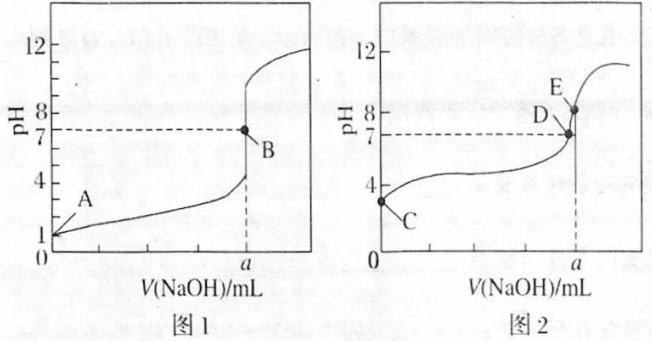 12
8
7
4
1
0
pH
A
B
a
V(NaOH)/mL
图1
12
8
7
4
0
pH
E
D
C
a
V(NaOH)/mL
图2